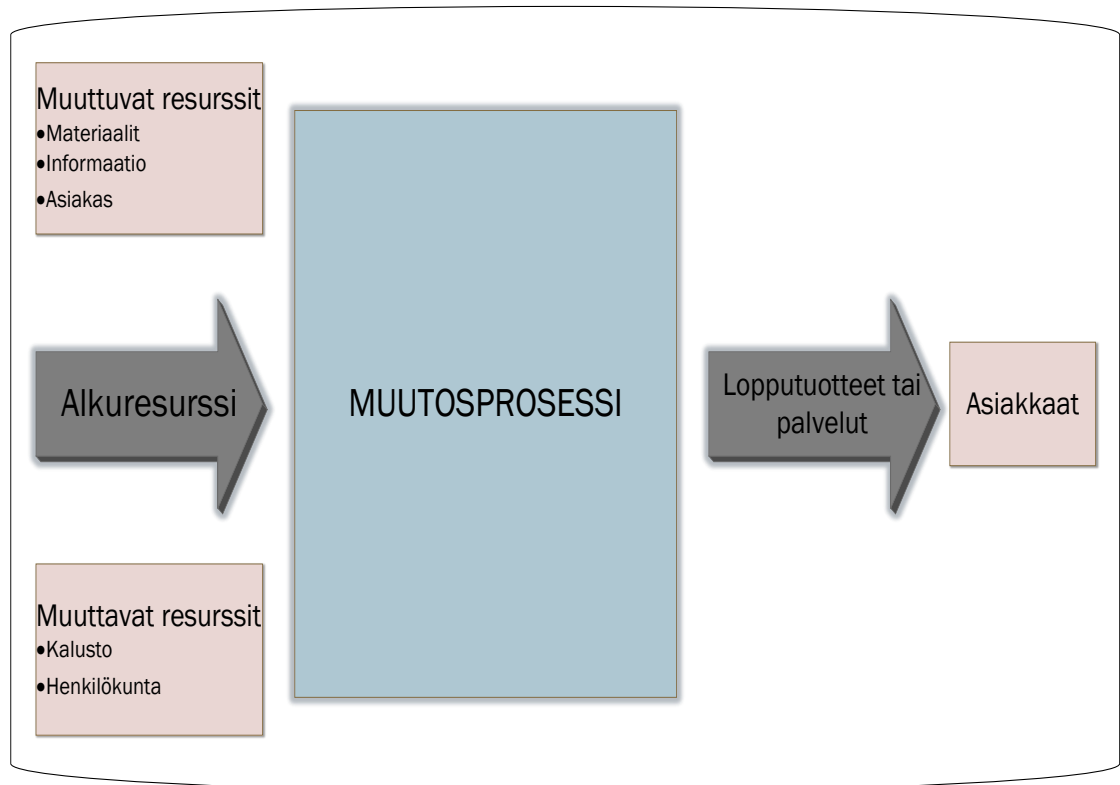 Muuttuvat resurssit
•Materiaalit
•Informaatio
•Asiakas
Alkuresurssi
MUUTOSPROSESSI
Lopputuotteet tai
palvelut
Asiakkaat
Muuttavat resurssit
•Kalusto
•Henkilökunta